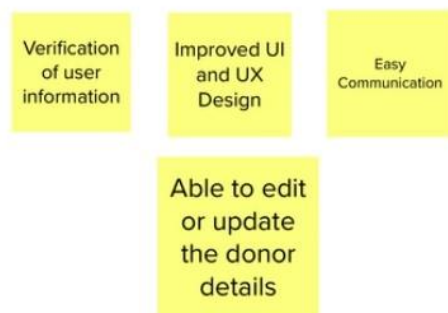 Verification
of user
information
Improved UI
and UX
Design
Easy
Communication
Able to edit
or update
the donor
details